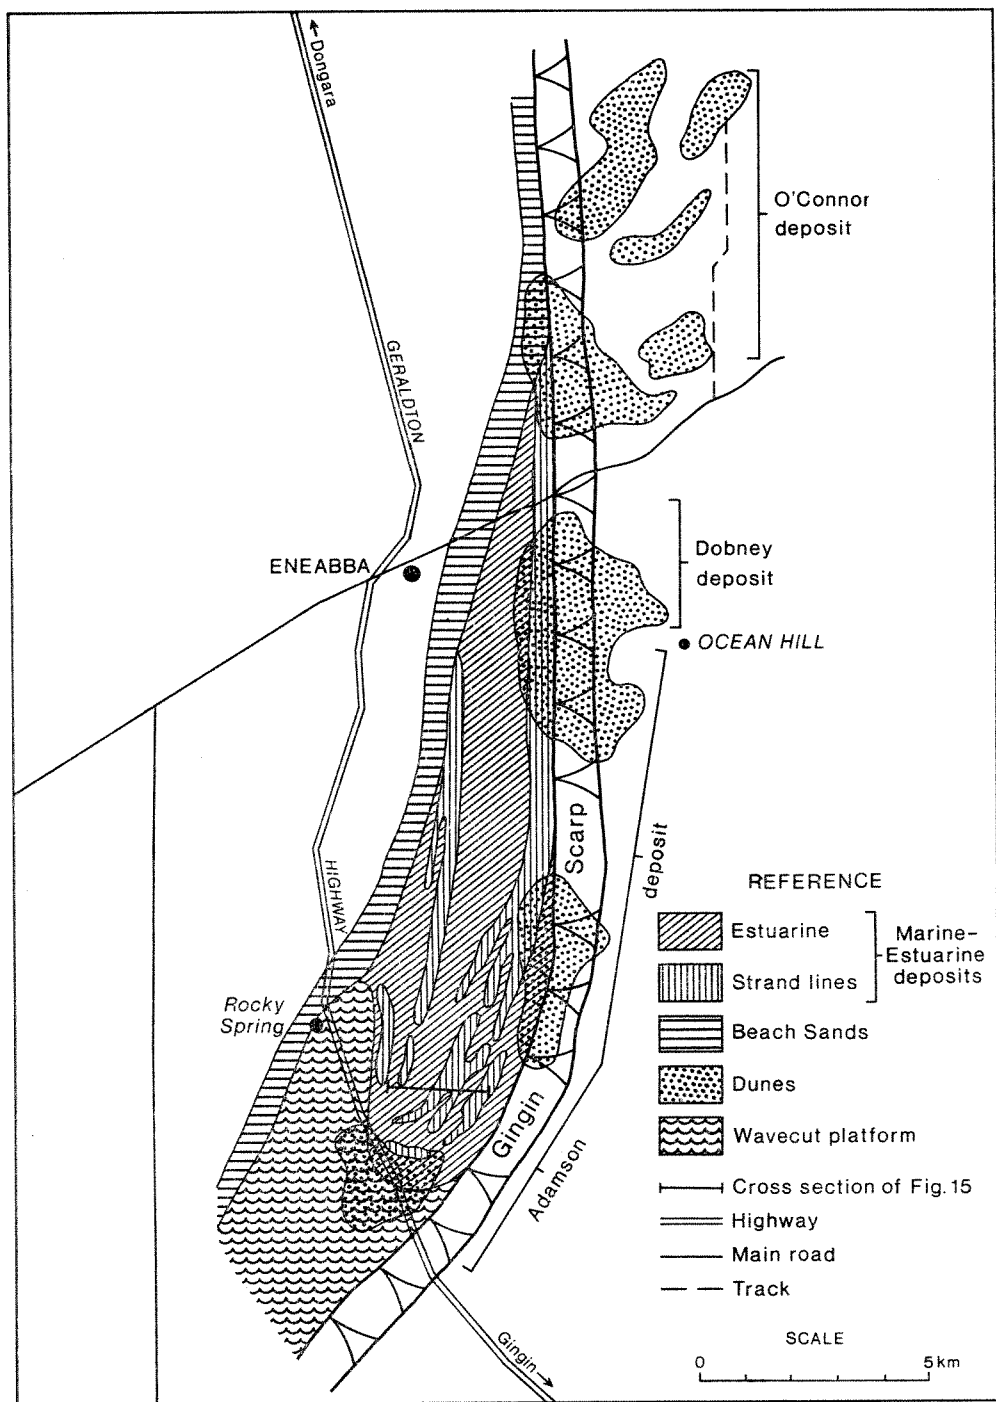 Dongara
O'Connor
deposit
GERALDTON
ENEABBA
Dobney
deposit
OCEAN HILL
Scarp
deposit
HIGHWAY
Rocky
Spring
Gingin
Adamson
Gingin
REFERENCE
Estuarine
Strand lines
Marine-
Estuarine
deposits
Beach Sands
Dunes
Wavecut platform
Cross section of Fig. 15
Highway
Main road
Track
SCALE
0 5 km